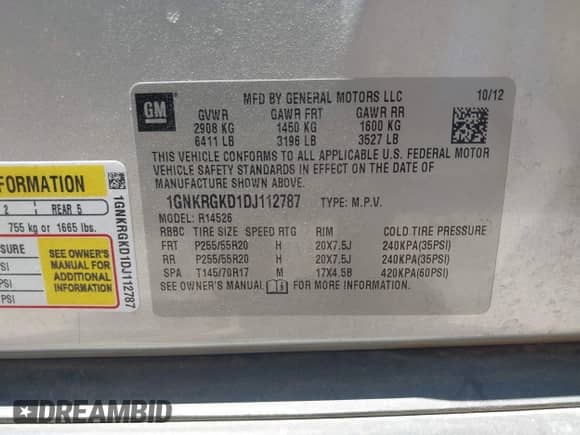 GM
MFD BY GENERAL MOTORS LLC 10/12
GVWR GAWR FRT GAWR RR
2908 KG 1450 KG 1600 KG
6411 LB 3196 LB 3527 LB
THIS VEHICLE CONFORMS TO ALL APPLICABLE U.S. FEDERAL MOTOR
VEHICLE SAFETY STANDARDS IN EFFECT ON THE DATE OF
MANUFACTURE SHOWN ABOVE.
1GNKRGKD1DJ112787 TYPE: M.P.V.
MODEL: R14526
RBBC TIRE SIZE SPEED RTG RIM COLD TIRE PRESSURE
FRT P255/55R20 H 20X7.5J 240KPA(35PSI)
RR P255/55R20 H 20X7.5J 240KPA(35PSI)
SPA T145/70R17 M 17X4.5B 420KPA(60PSI)
SEE OWNER'S MANUAL FOR MORE INFORMATION.
FORMATION
2 REAR 5
755 kg or 1665 lbs.
SSURE
PSI
PSI
PSI
SEE OWNER'S
MANUAL FOR
ADDITIONAL
INFORMATION
1GNKRGKD1DJ112787
DREAMBID